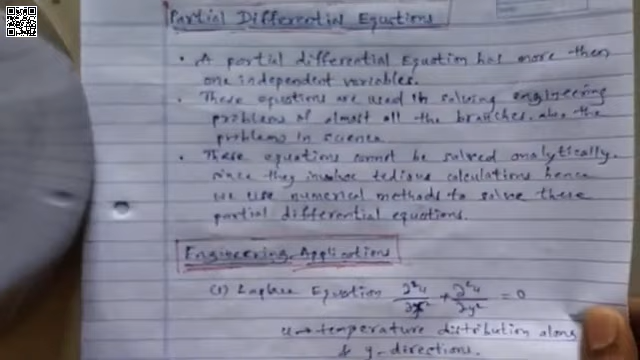 Partial Differential Equations
• A partial differential Equation has more then
one independent variables.
• These equations are used in solving engineering
problems of almost all the branches, also the
problems in science
• These equations cannot be solved analytically.
since they involve tedious calculations hence
we use numerical methods to solve these
partial differential equations.
Engineering Applications
(1) Laplace Equation ∂²u/∂x² + ∂²u/∂y² = 0
u → temperature distribution along
& y-directions.